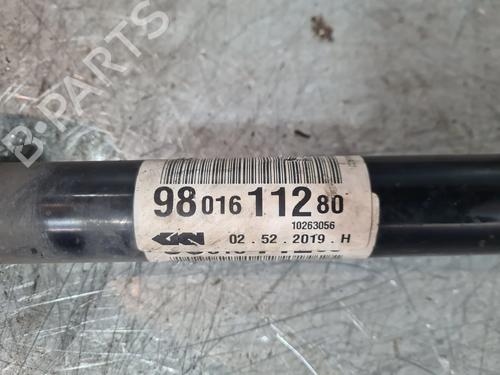 B-PARTS
98 016 112 80
10263056
GKN 02 . 52 . 2019 . H